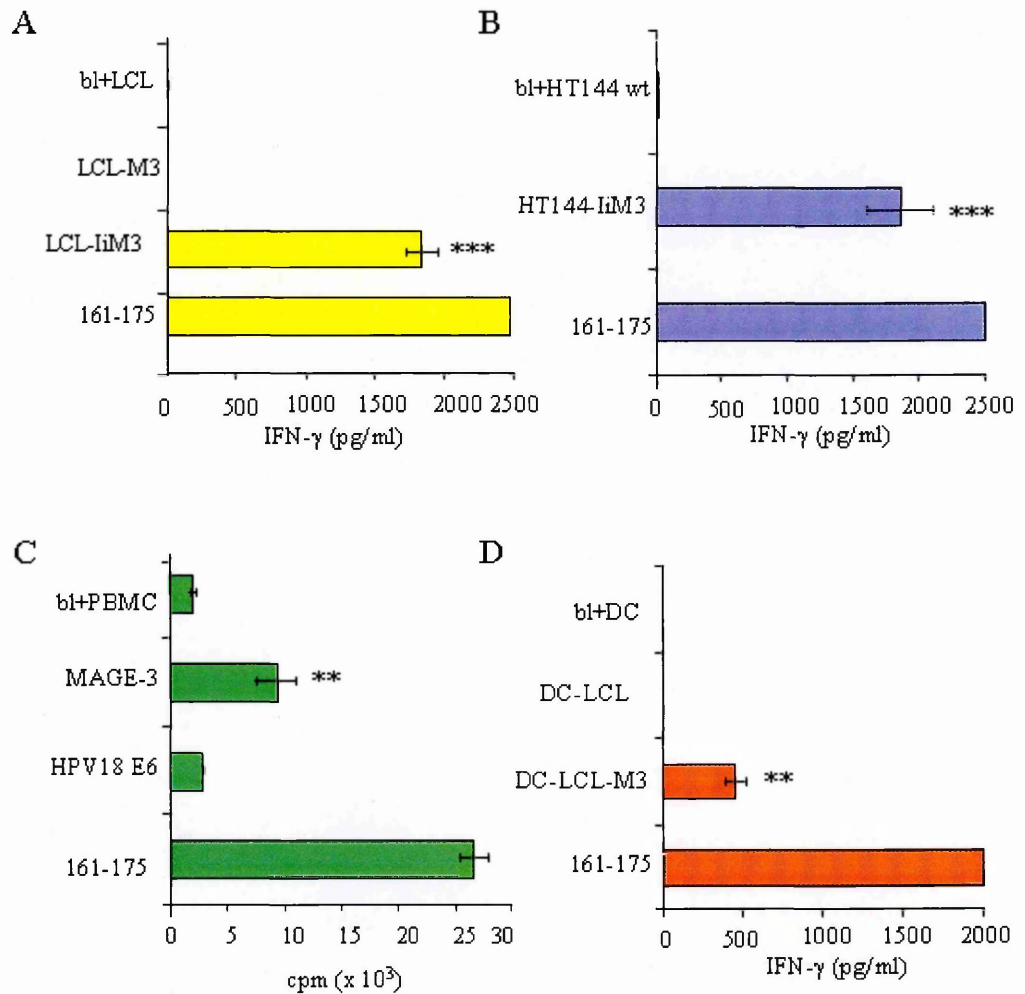 A
bl+LCL
LCL-M3
LCL-IiM3
***
161-175
0 500 1000 1500 2000 2500
IFN-γ (pg/ml)
B
bl+HT144 wt
HT144-IiM3
***
161-175
0 500 1000 1500 2000 2500
IFN-γ (pg/ml)
C
bl+PBMC
MAGE-3
**
HPV18 E6
161-175
0 5 10 15 20 25 30
cpm (x 10³)
D
bl+DC
DC-LCL
DC-LCL-M3
**
161-175
0 500 1000 1500 2000
IFN-γ (pg/ml)